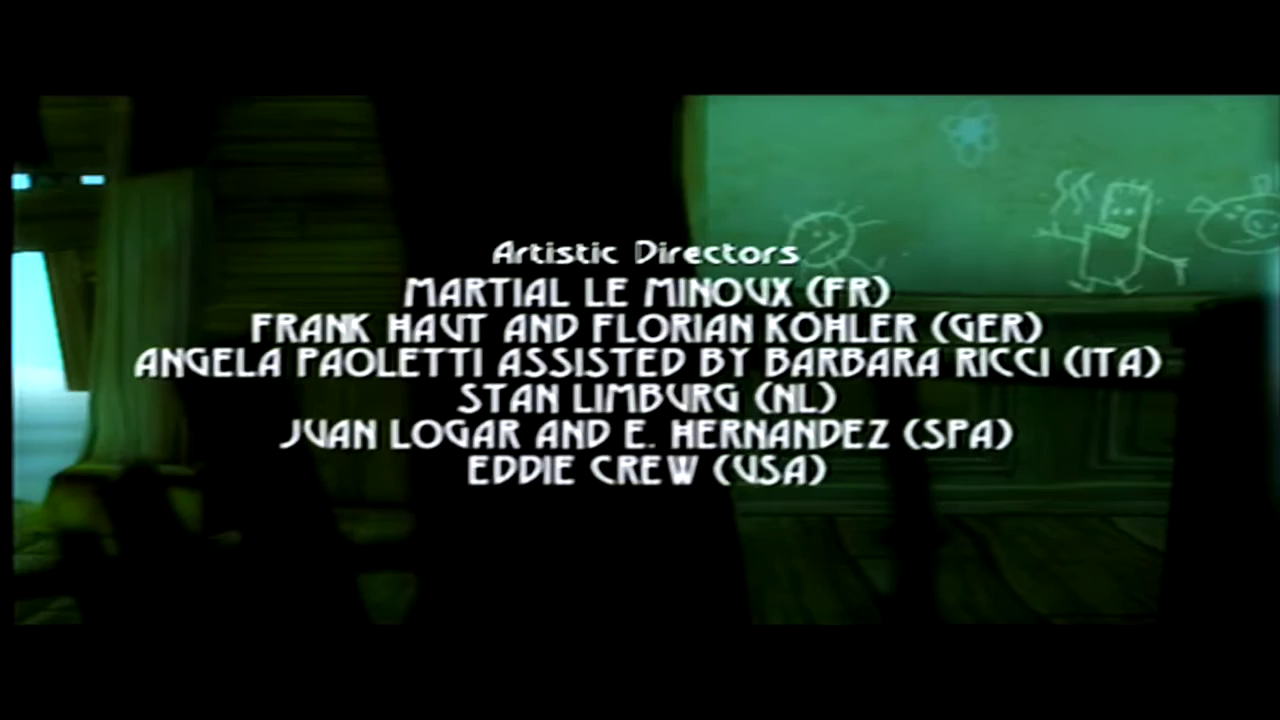 Artistic Directors
MARTIAL LE MINOUX (FR)
FRANK HAUT AND FLORIAN KÖHLER (GER)
ANGELA PAOLETTI ASSISTED BY BARBARA RICCI (ITA)
STAN LIMBURG (NL)
JUAN LOGAR AND E. HERNANDEZ (SPA)
EDDIE CREW (USA)